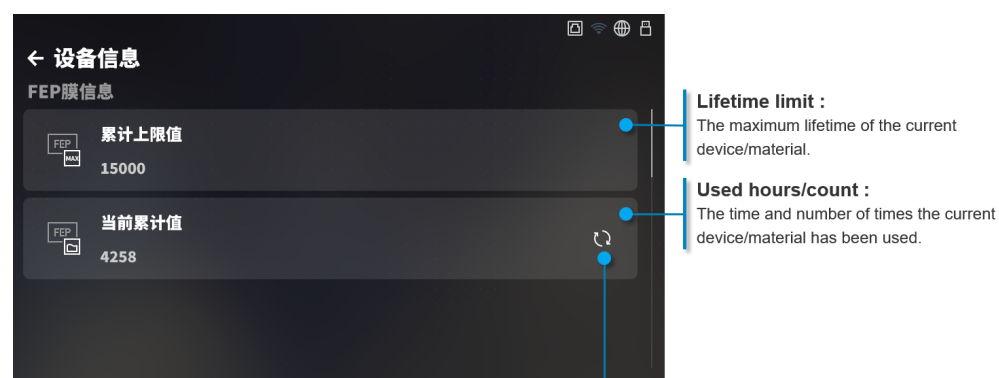 ← 设备信息
FEP膜信息
FEP
MAX
累计上限值
15000
FEP
当前累计值
4258
Lifetime limit :
The maximum lifetime of the current
device/material.
Used hours/count :
The time and number of times the current
device/material has been used.